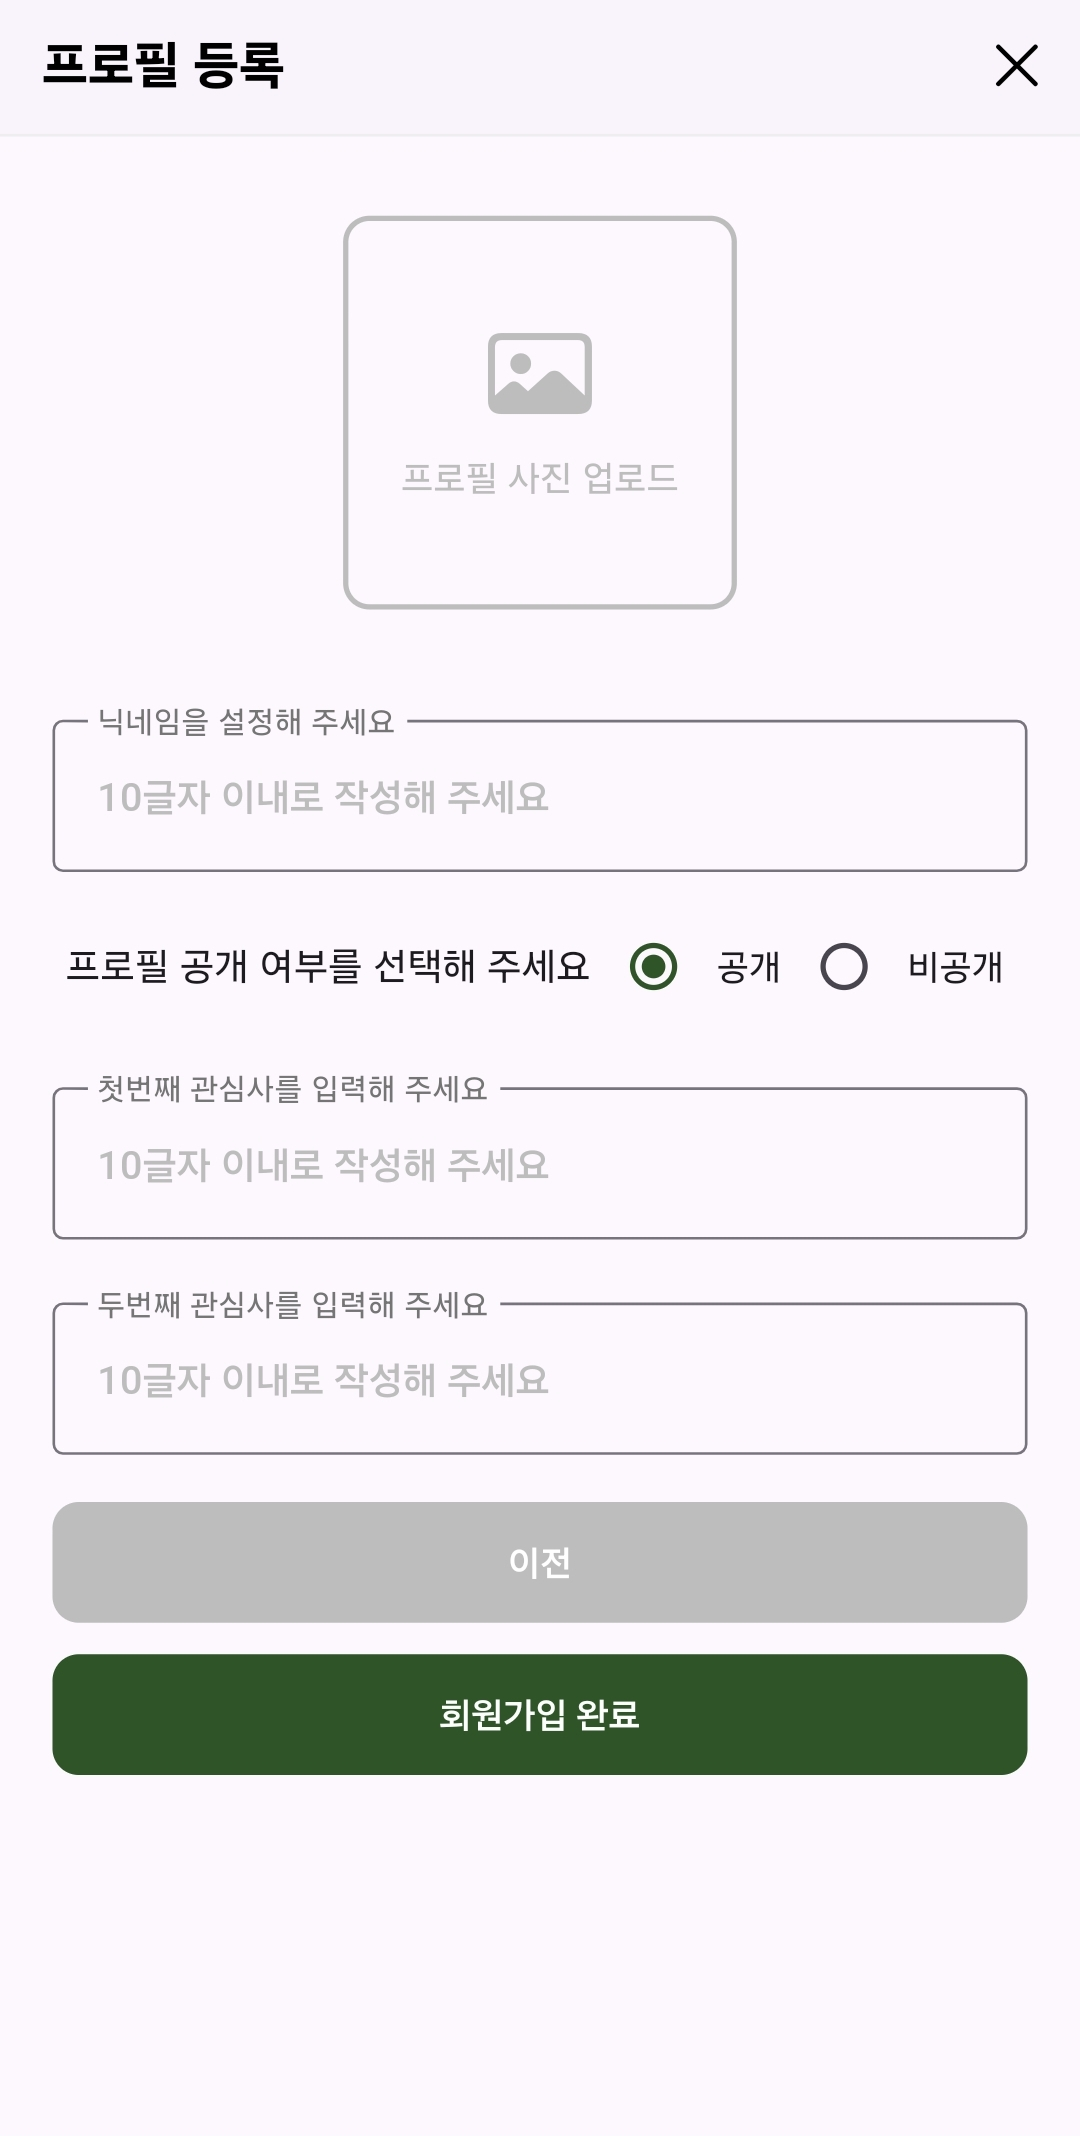 프로필 등록
프로필 사진 업로드
닉네임을 설정해 주세요
10글자 이내로 작성해 주세요
프로필 공개 여부를 선택해 주세요 공개 비공개
첫번째 관심사를 입력해 주세요
10글자 이내로 작성해 주세요
두번째 관심사를 입력해 주세요
10글자 이내로 작성해 주세요
이전
회원가입 완료